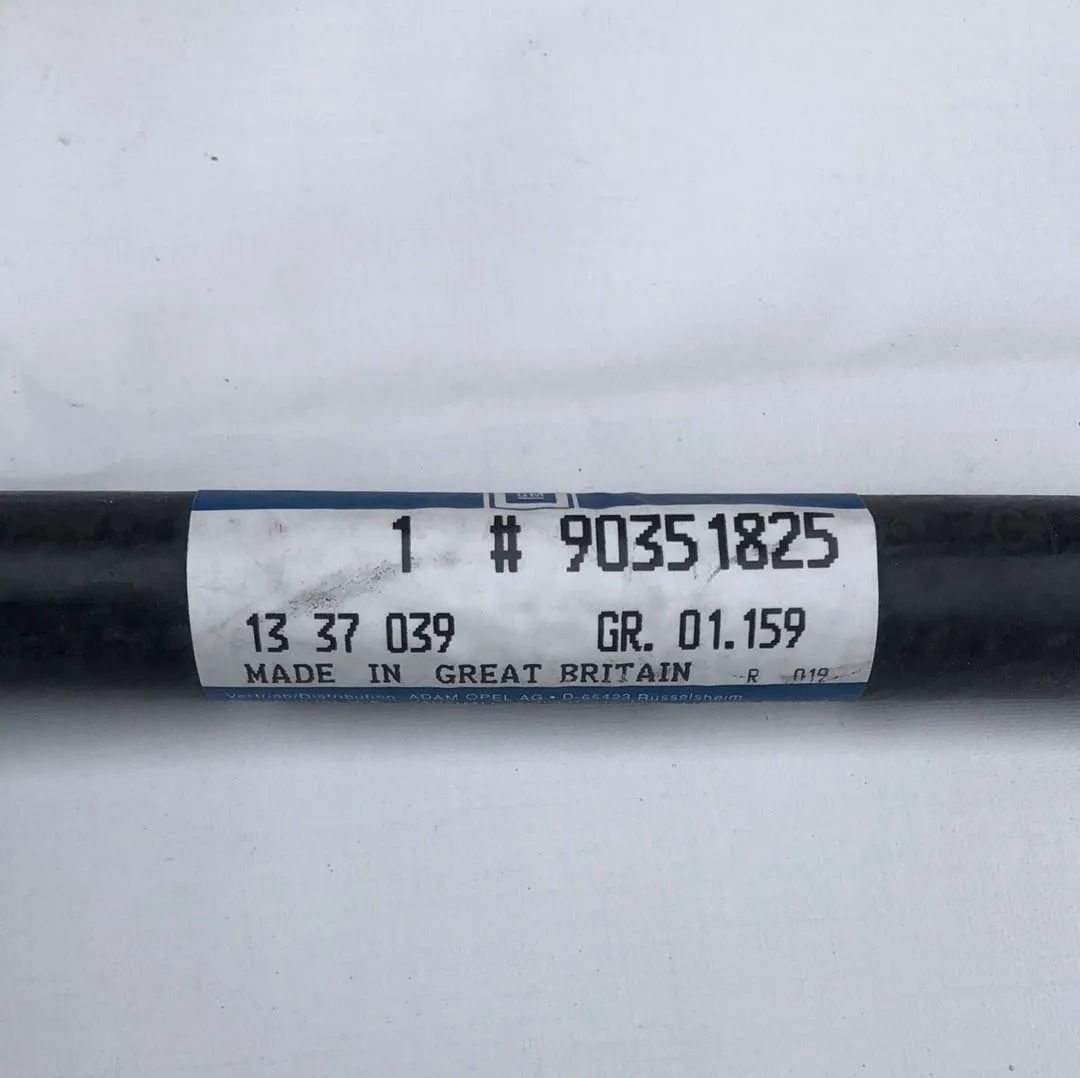 GM
1 # 90351825
13 37 039 GR. 01.159
MADE IN GREAT BRITAIN R 019
Vertrieb/Distribution ADAM OPEL AG • D-65423 Rüsselsheim